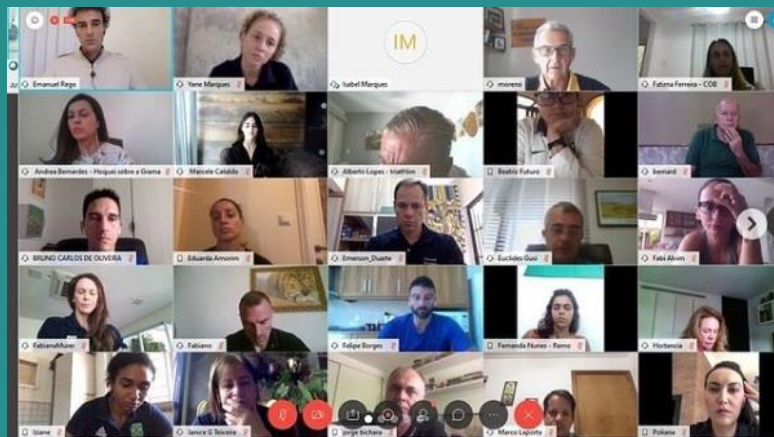 Emanuel Rego
Yane Marques
IM
Isabel Marques
moreno
Fatima Ferreira - COB
Andrea Bernardes - Hoquei sobre a Grama
Marcele Cataldo
Alberto Lopes - triathlon
Beatriz Futuro
bernard
BRUNO CARLOS DE OLIVEIRA
Eduarda Amorim
Emerson_Duarte
Euclides Gusi
Fabi Alvim
FabianaMurer
Fabiano
Felipe Borges
Fernanda Nunes - Remo
Hortencia
Iziane
Janice G Teixeira
jorge bichara
Marco Laporta
Poliana